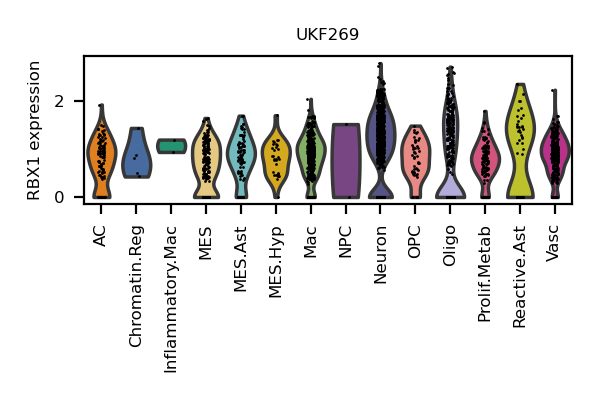 UKF269
RBX1 expression
2
0
AC
Chromatin.Reg
Inflammatory.Mac
MES
MES.Ast
MES.Hyp
Mac
NPC
Neuron
OPC
Oligo
Prolif.Metab
Reactive.Ast
Vasc